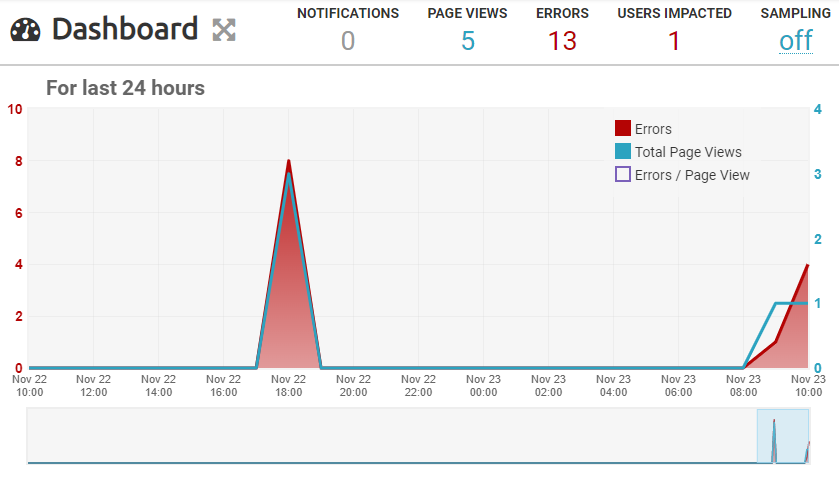 Dashboard
NOTIFICATIONS PAGE VIEWS ERRORS USERS IMPACTED SAMPLING
0 5 13 1 off
For last 24 hours
10 4
Errors
Total Page Views
Errors / Page View
8 3
6
2
4
1
2
0 0
Nov 22 Nov 22 Nov 22 Nov 22 Nov 22 Nov 22 Nov 22 Nov 23 Nov 23 Nov 23 Nov 23 Nov 23 Nov 23
10:00 12:00 14:00 16:00 18:00 20:00 22:00 00:00 02:00 04:00 06:00 08:00 10:00